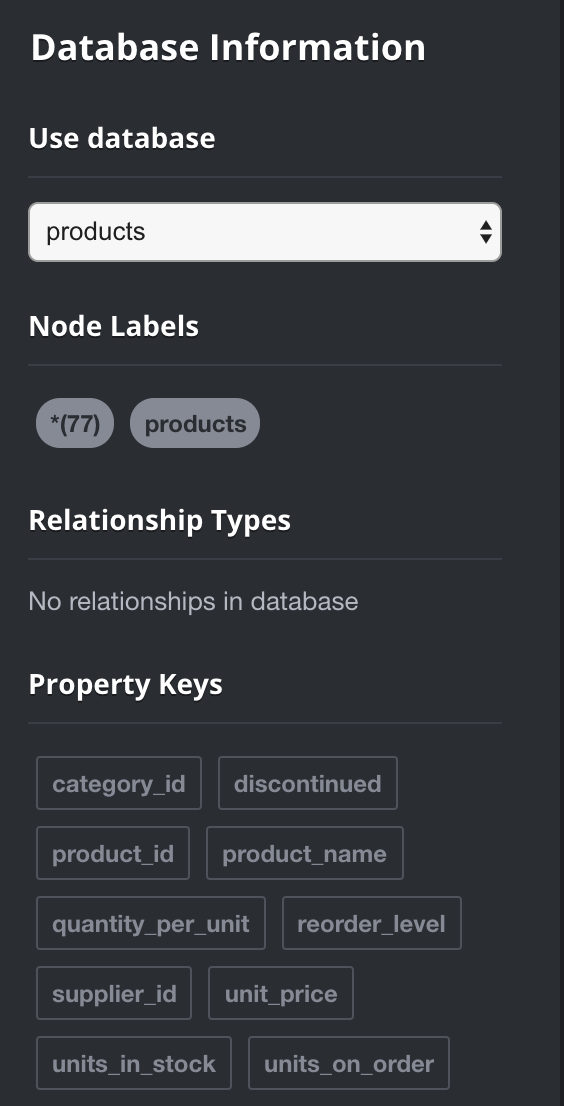 Database Information
Use database
products
Node Labels
*(77) products
Relationship Types
No relationships in database
Property Keys
category_id discontinued
product_id product_name
quantity_per_unit reorder_level
supplier_id unit_price
units_in_stock units_on_order